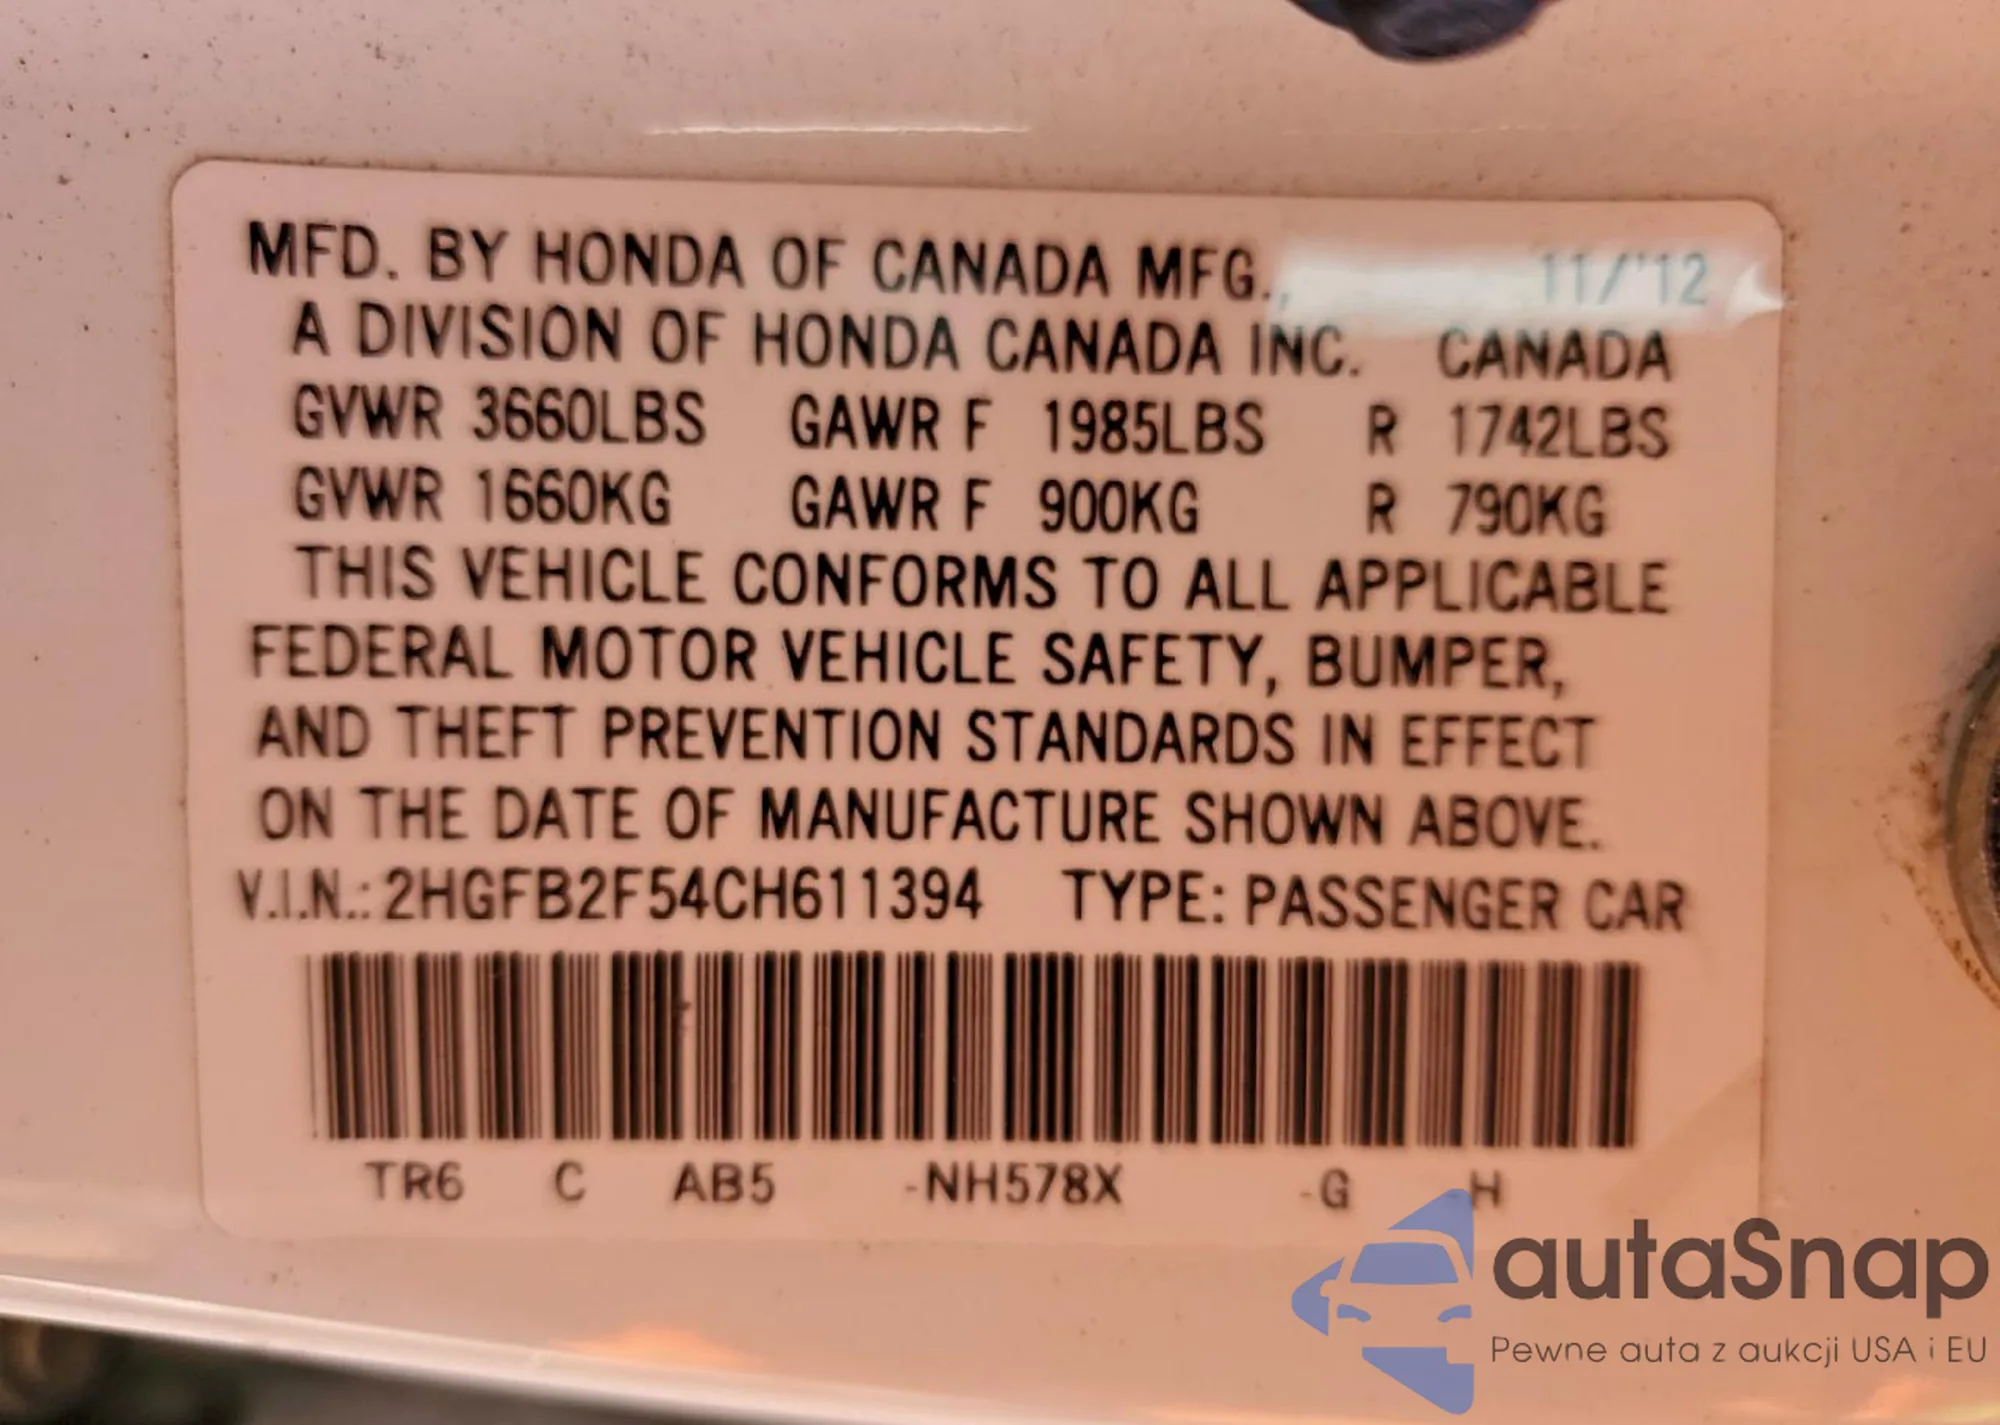 MFD. BY HONDA OF CANADA MFG., 11/'12
A DIVISION OF HONDA CANADA INC. CANADA
GVWR 3660LBS GAWR F 1985LBS R 1742LBS
GVWR 1660KG GAWR F 900KG R 790KG
THIS VEHICLE CONFORMS TO ALL APPLICABLE
FEDERAL MOTOR VEHICLE SAFETY, BUMPER,
AND THEFT PREVENTION STANDARDS IN EFFECT
ON THE DATE OF MANUFACTURE SHOWN ABOVE.
V.I.N.: 2HGFB2F54CH611394 TYPE: PASSENGER CAR
TR6 C AB5 -NH578X -G H
autaSnap
Pewne auta z aukcji USA i EU